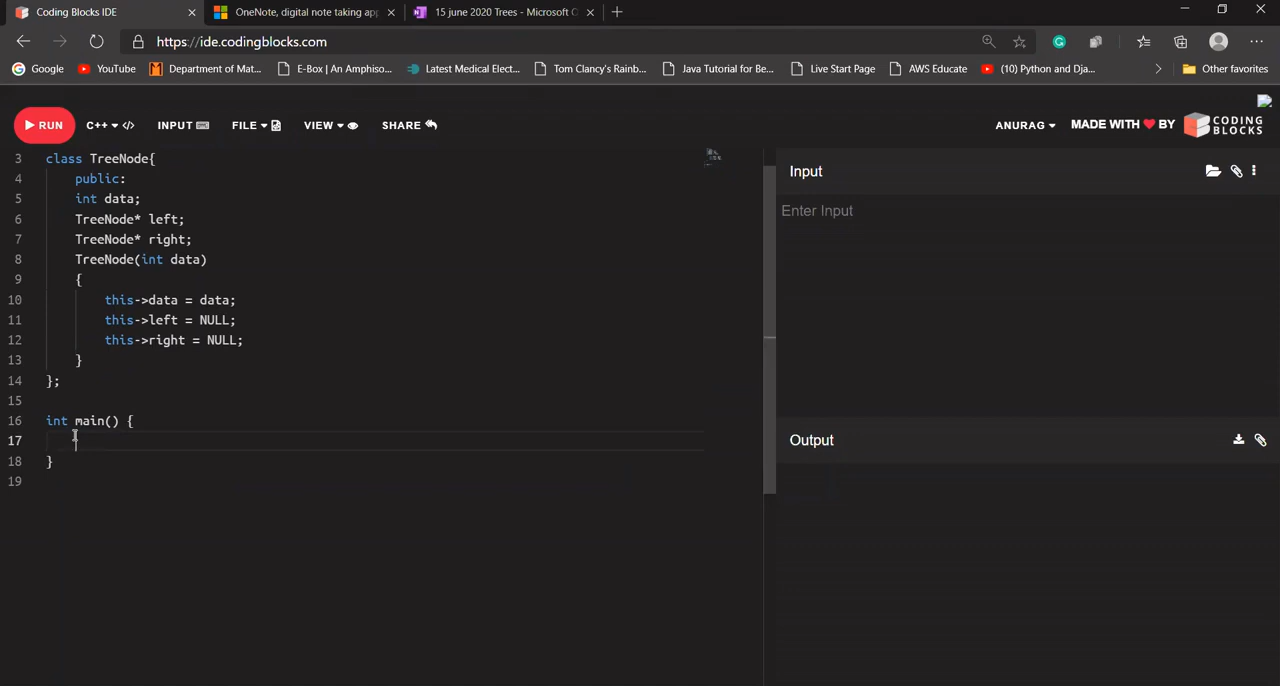 Coding Blocks IDE
OneNote, digital note taking app
15 june 2020 Trees - Microsoft O
https://ide.codingblocks.com
Google
YouTube
Department of Mat...
E-Box | An Amphiso...
Latest Medical Elect...
Tom Clancy's Rainb...
Java Tutorial for Be...
Live Start Page
AWS Educate
(10) Python and Dja...
Other favorites
RUN
C++
INPUT
FILE
VIEW
SHARE
ANURAG
MADE WITH ❤ BY
CODING
BLOCKS
3 class TreeNode{
4 public:
5 int data;
6 TreeNode* left;
7 TreeNode* right;
8 TreeNode(int data)
9 {
10 this->data = data;
11 this->left = NULL;
12 this->right = NULL;
13 }
14 };
15
16 int main() {
17
18 }
19
Input
Enter Input
Output